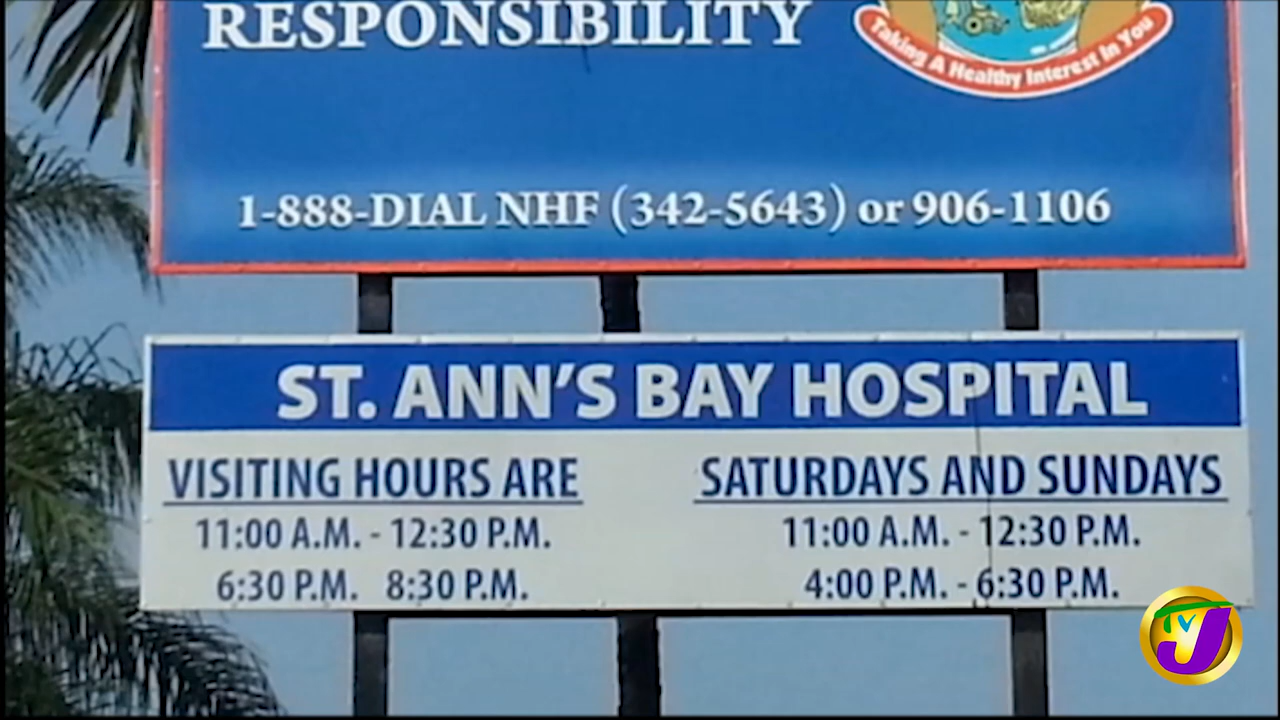 RESPONSIBILITY
Taking A Healthy Interest In You
1-888-DIAL NHF (342-5643) or 906-1106
ST. ANN'S BAY HOSPITAL
VISITING HOURS ARE
11:00 A.M. - 12:30 P.M.
6:30 P.M. 8:30 P.M.
SATURDAYS AND SUNDAYS
11:00 A.M. - 12:30 P.M.
4:00 P.M. - 6:30 P.M.
TVJ